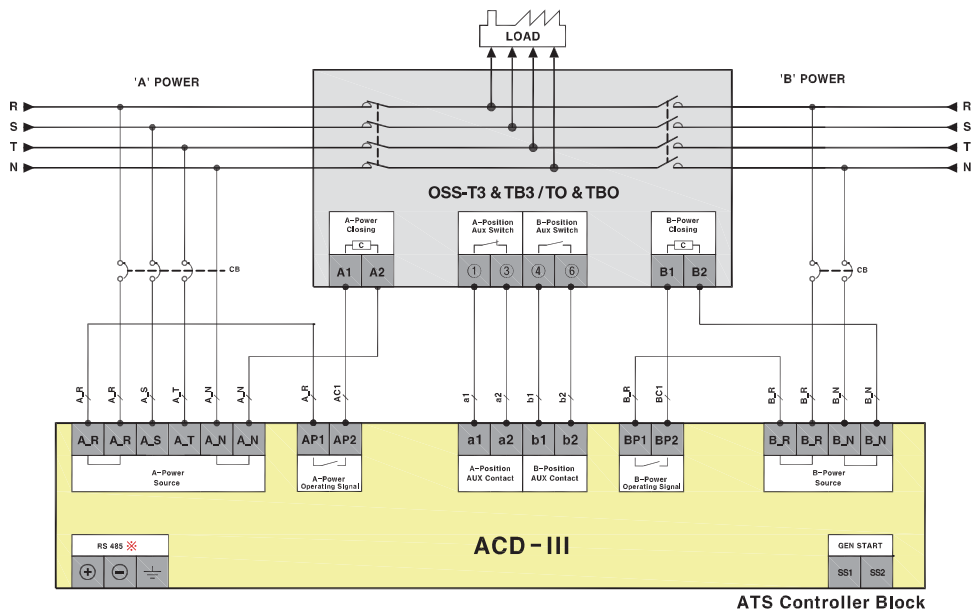 LOAD
'A' POWER
'B' POWER
R
R
S
S
T
T
N
N
OSS-T3 & TB3 / TO & TBO
A-Power
Closing
A-Position
Aux Switch
B-Position
Aux Switch
B-Power
Closing
C
C
A1 A2
① ③ ④ ⑥
B1 B2
CB
CB
A_R A_R A_S A_T A_N A_N A_R AC1 a1 a2 b1 b2 B_R BC1 B_R B_R B_N B_N
A_R A_R A_S A_T A_N A_N AP1 AP2 a1 a2 b1 b2 BP1 BP2 B_R B_R B_N B_N
A-Power
Source
A-Power
Operating Signal
A-Position
AUX Contact
B-Position
AUX Contact
B-Power
Operating Signal
B-Power
Source
RS 485 ※
+ −
ACD-III
GEN START
SS1 SS2
ATS Controller Block